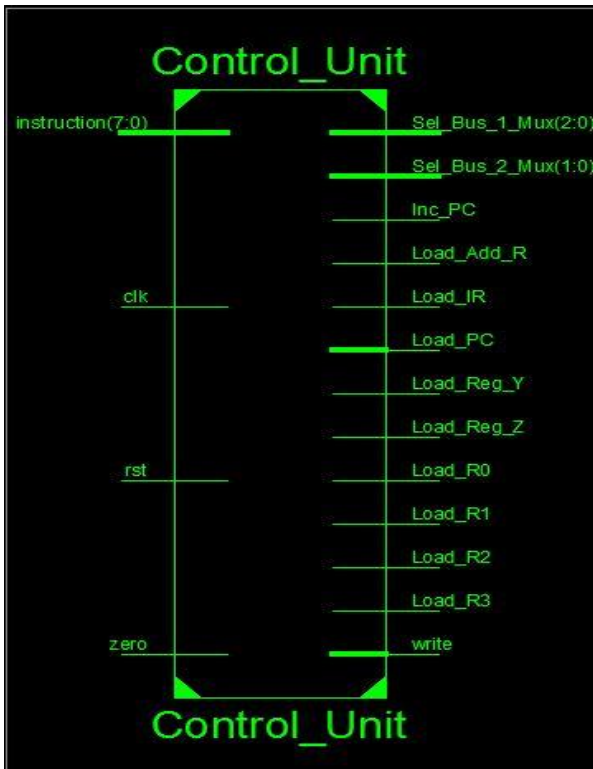 Control_Unit
instruction(7:0)
Sel_Bus_1_Mux(2:0)
Sel_Bus_2_Mux(1:0)
Inc_PC
Load_Add_R
clk
Load_IR
Load_PC
Load_Reg_Y
Load_Reg_Z
rst
Load_R0
Load_R1
Load_R2
Load_R3
zero
write
Control_Unit